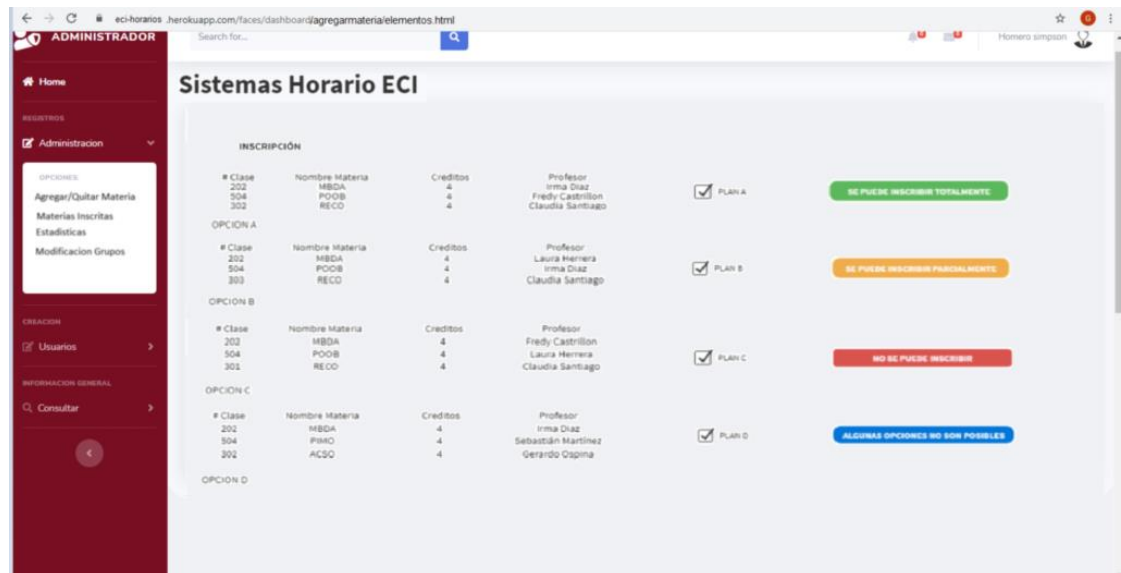 eci-horarios .herokuapp.com/faces/dashboard/agregarmateria/elementos.html
G
ADMINISTRADOR
Search for...
Homero simpson
Home
Sistemas Horario ECI
REGISTROS
Administracion
OPCIONES
Agregar/Quitar Materia
Materias Inscritas
Estadisticas
Modificacion Grupos
CREACION
Usuarios
INFORMACION GENERAL
Consultar
INSCRIPCIÓN
# Clase Nombre Materia Creditos Profesor
202 MBDA 4 Irma Diaz
504 POOB 4 Fredy Castrillon
302 RECO 4 Claudia Santiago
PLAN A
SE PUEDE INSCRIBIR TOTALMENTE
OPCION A
# Clase Nombre Materia Creditos Profesor
202 MBDA 4 Laura Herrera
504 POOB 4 Irma Diaz
303 RECO 4 Claudia Santiago
PLAN B
SE PUEDE INSCRIBIR PARCIALMENTE
OPCION B
# Clase Nombre Materia Creditos Profesor
202 MBDA 4 Fredy Castrillon
504 POOB 4 Laura Herrera
301 RECO 4 Claudia Santiago
PLAN C
NO SE PUEDE INSCRIBIR
OPCION C
# Clase Nombre Materia Creditos Profesor
202 MBDA 4 Irma Diaz
504 PIMO 4 Sebastián Martínez
302 ACSO 4 Gerardo Ospina
PLAN D
ALGUNAS OPCIONES NO SON POSIBLES
OPCION D